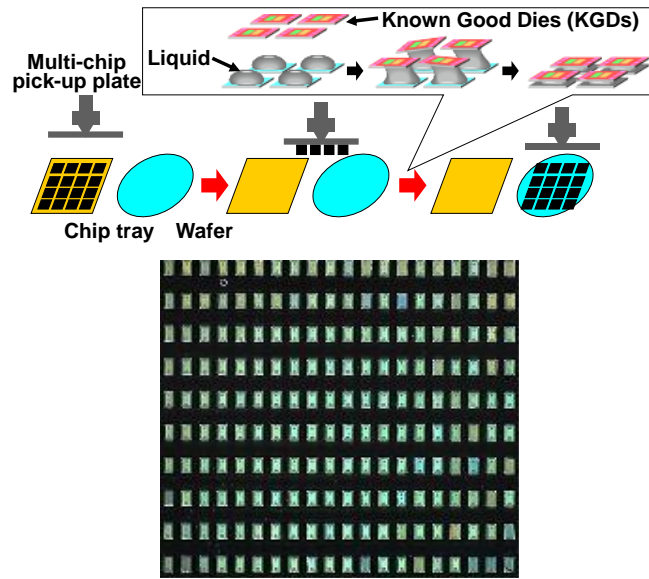 Known Good Dies (KGDs)
Liquid
Multi-chip
pick-up plate
Chip tray
Wafer